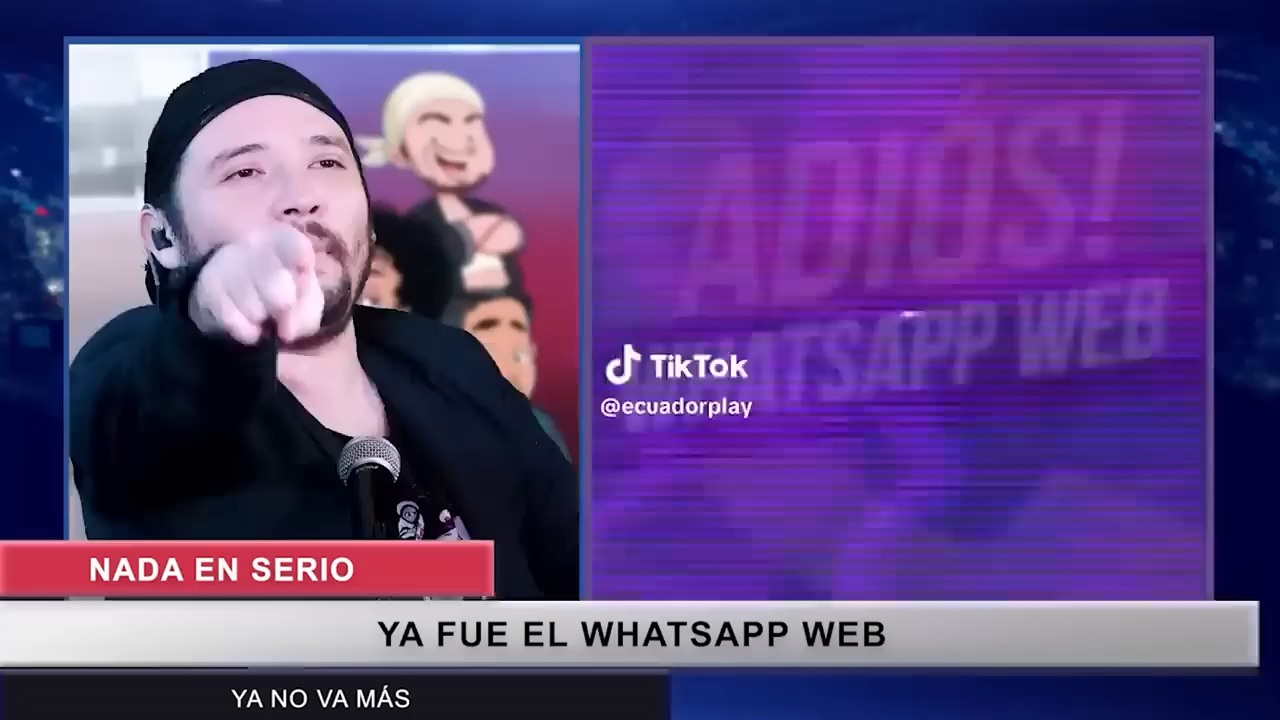 ADIÓS!
WHATSAPP WEB
TikTok
@ecuadorplay
NADA EN SERIO
YA FUE EL WHATSAPP WEB
YA NO VA MÁS